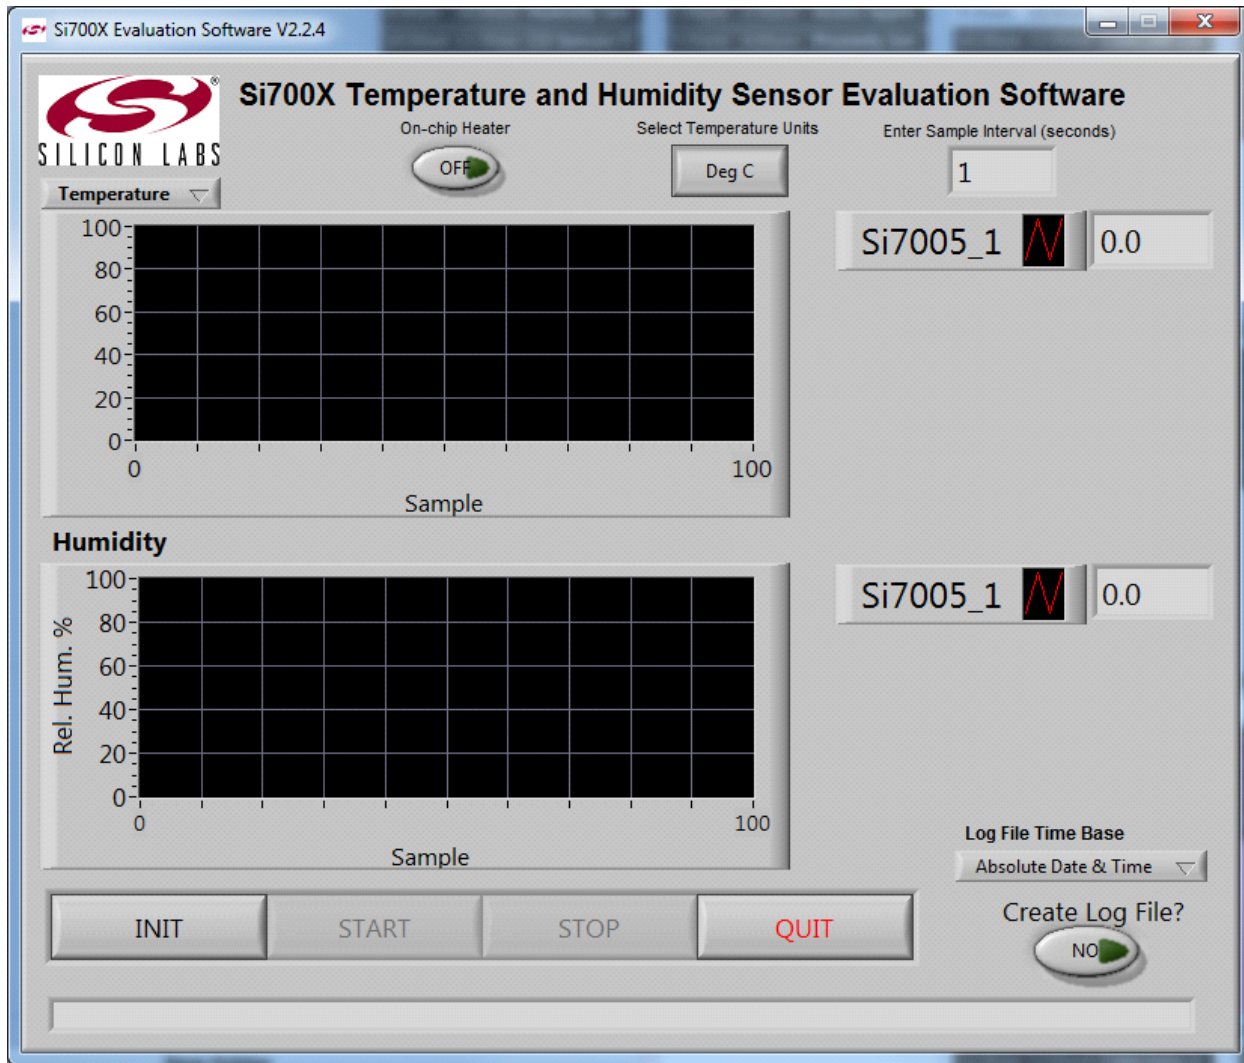 Si700X Evaluation Software V2.2.4
Si700X Temperature and Humidity Sensor Evaluation Software
SILICON LABS
On-chip Heater
OFF
Select Temperature Units
Deg C
Enter Sample Interval (seconds)
1
Temperature
100
80
60
40
20
0
0 100
Sample
Si7005_1 0.0
Humidity
Rel. Hum. %
100
80
60
40
20
0
0 100
Sample
Si7005_1 0.0
Log File Time Base
Absolute Date & Time
Create Log File?
NO
INIT START STOP QUIT